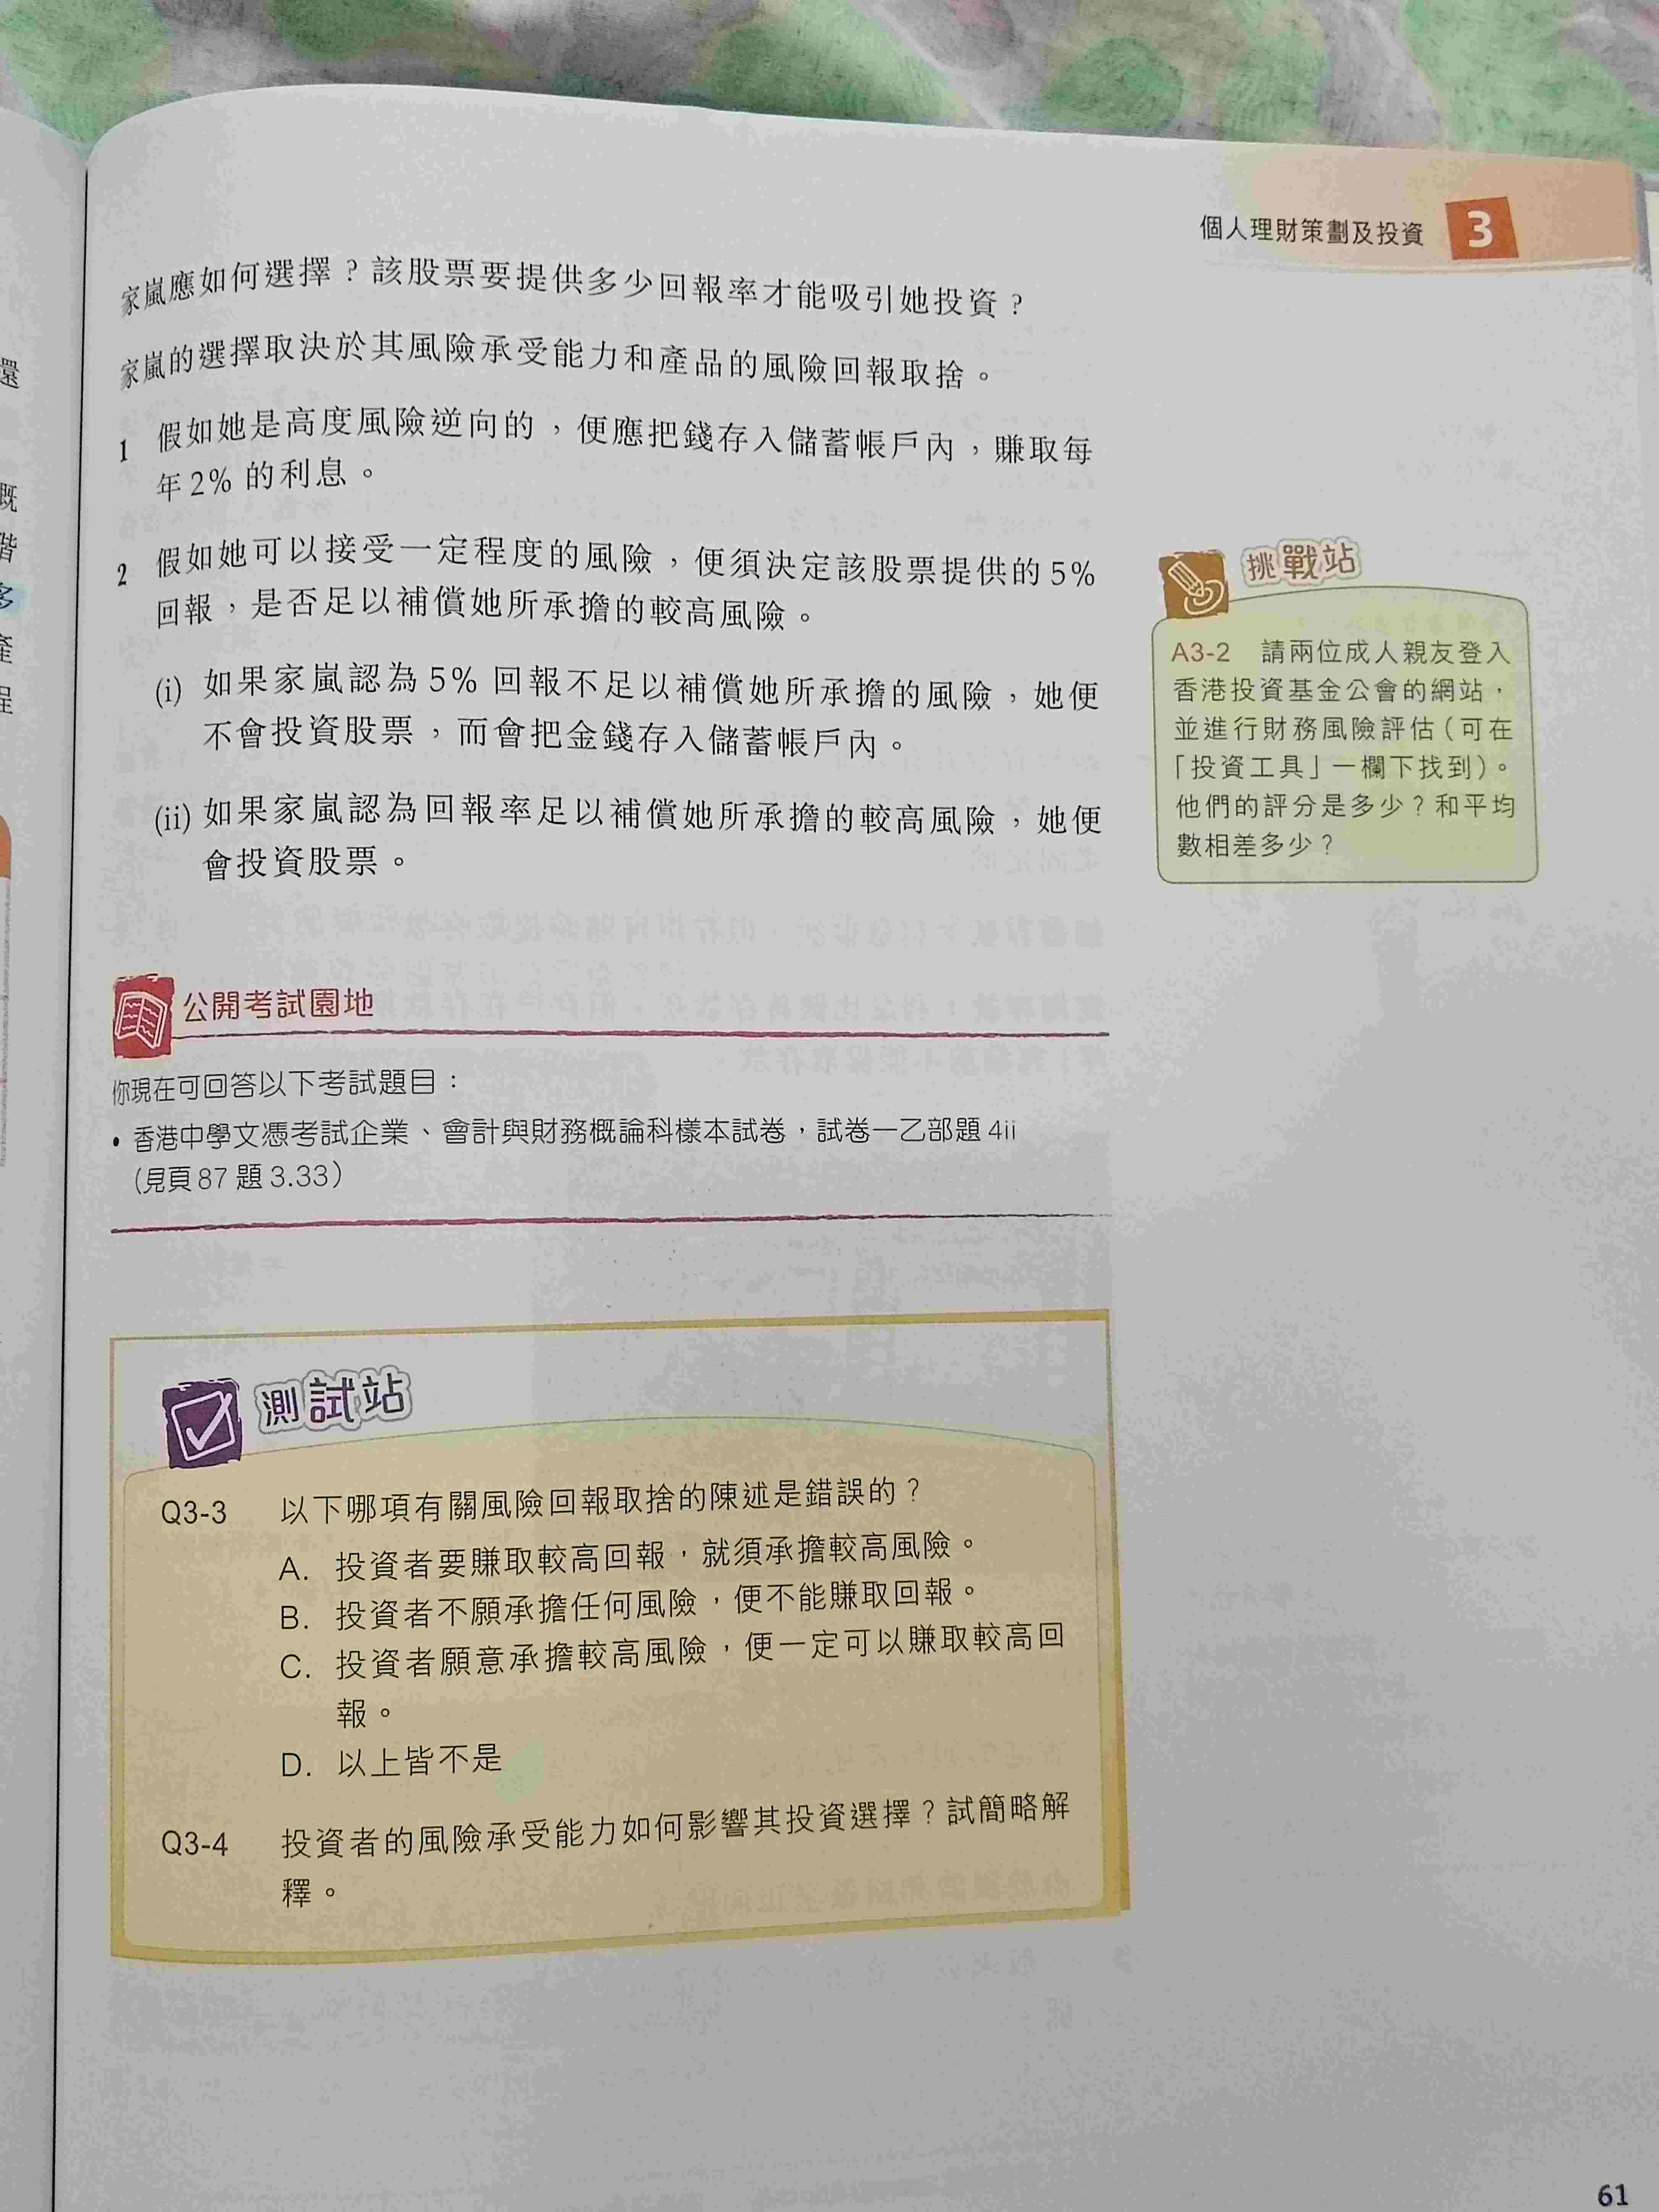 個人理財策劃及投資 3
家嵐應如何選擇？該股票要提供多少回報率才能吸引她投資？
家嵐的選擇取決於其風險承受能力和產品的風險回報取捨。
1 假如她是高度風險逆向的，便應把錢存入儲蓄帳戶內，賺取每
年2% 的利息。
2 假如她可以接受一定程度的風險，便須決定該股票提供的 5%
回報，是否足以補償她所承擔的較高風險。
(i) 如果家嵐認為 5% 回報不足以補償她所承擔的風險，她便
不會投資股票，而會把金錢存入儲蓄帳戶內。
(ii) 如果家嵐認為回報率足以補償她所承擔的較高風險，她便
會投資股票。
挑戰站
A3-2 請兩位成人親友登入
香港投資基金公會的網站，
並進行財務風險評估（可在
「投資工具」一欄下找到）。
他們的評分是多少？和平均
數相差多少？
公開考試園地
你現在可回答以下考試題目：
• 香港中學文憑考試企業、會計與財務概論科樣本試卷，試卷一乙部題 4ii
（見頁 87 題 3.33）
測試站
Q3-3 以下哪項有關風險回報取捨的陳述是錯誤的？
A. 投資者要賺取較高回報，就須承擔較高風險。
B. 投資者不願承擔任何風險，便不能賺取回報。
C. 投資者願意承擔較高風險，便一定可以賺取較高回
報。
D. 以上皆不是
Q3-4 投資者的風險承受能力如何影響其投資選擇？試簡略解
釋。
61
還
概
階
多
產
程